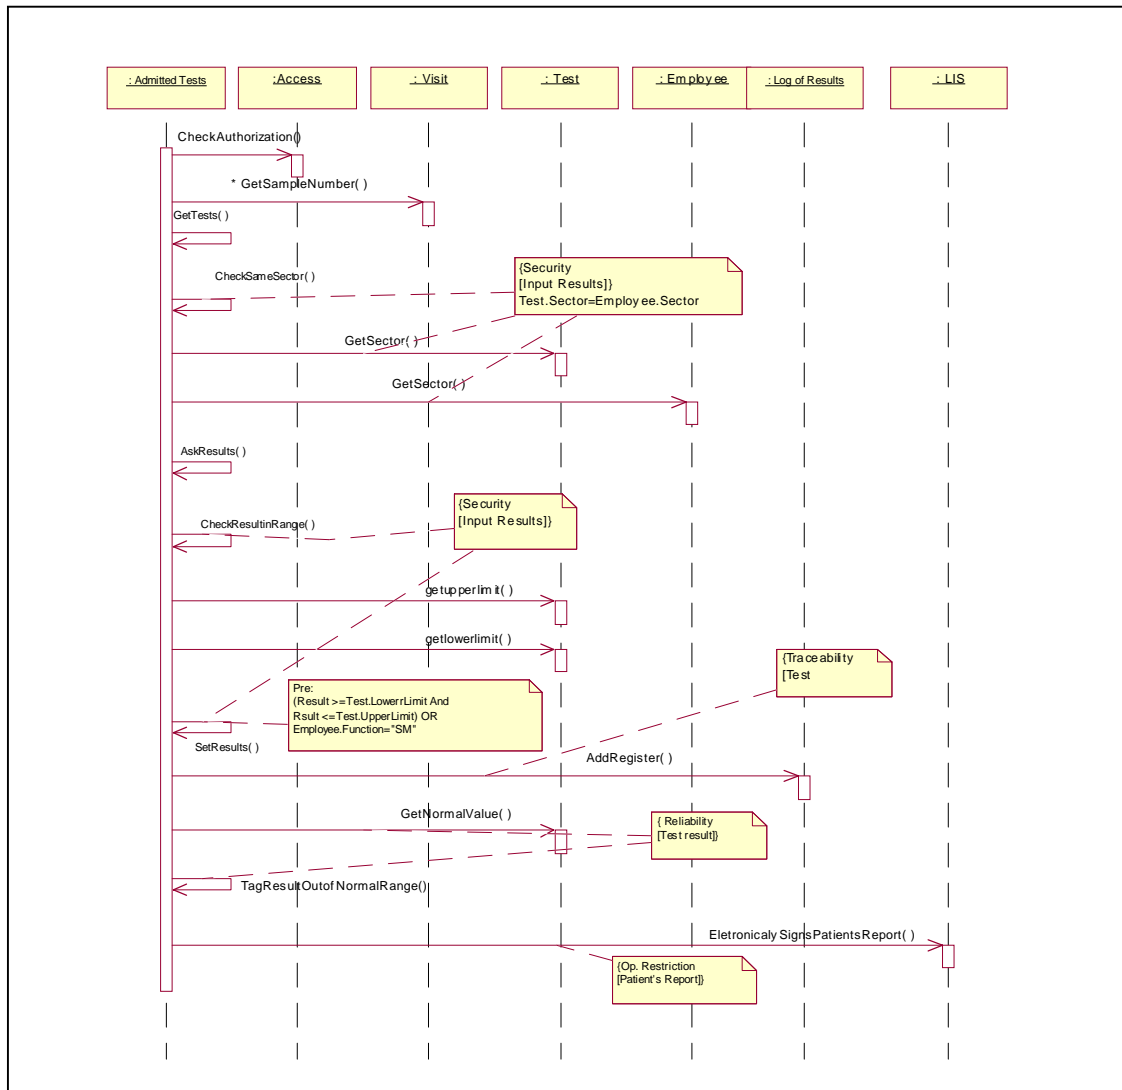 : Admitted Tests
:Access
: Visit
: Test
: Employee
: Log of Results
: LIS
CheckAuthorization()
* GetSampleNumber( )
GetTests( )
{Security
[Input Results]}
Test.Sector=Employee.Sector
CheckSameSector( )
GetSector( )
GetSector( )
AskResults( )
{Security
[Input Results]}
CheckResultinRange( )
getupperlimit( )
getlowerlimit( )
{Traceability
[Test
Pre:
(Result >=Test.LowerrLimit And
Rsult <=Test.UpperLimit) OR
Employee.Function="SM"
SetResults( )
AddRegister( )
GetNormalValue( )
{ Reliability
[Test result]}
TagResultOutofNormalRange()
EletronicalySignsPatientsReport( )
{Op. Restriction
[Patient's Report]}